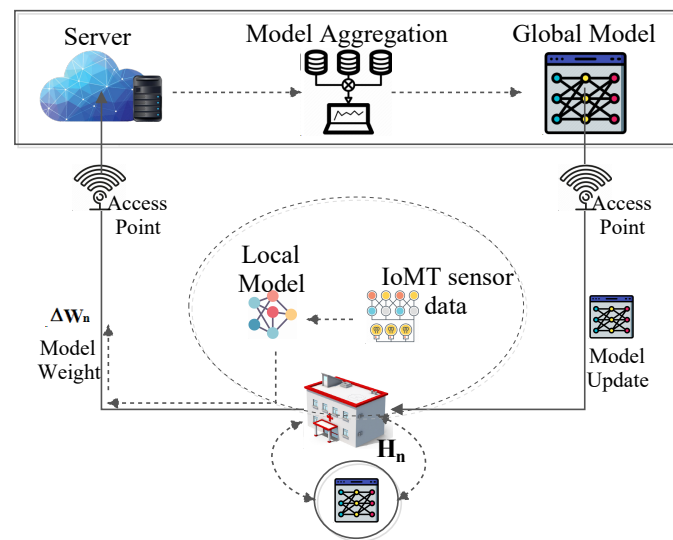 Server
Model Aggregation
Global Model
Access
Point
Access
Point
Local
Model
IoMT sensor
data
ΔWn
Model
Weight
Model
Update
Hn